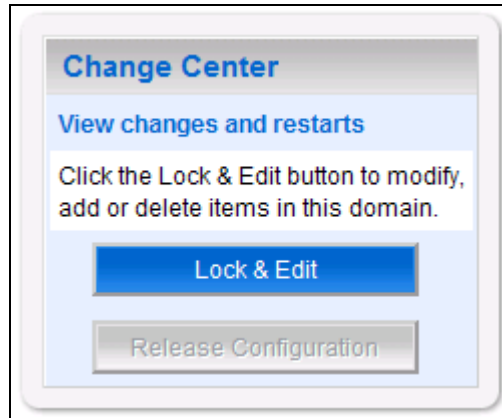 Change Center
View changes and restarts
Click the Lock & Edit button to modify,
add or delete items in this domain.
Lock & Edit
Release Configuration